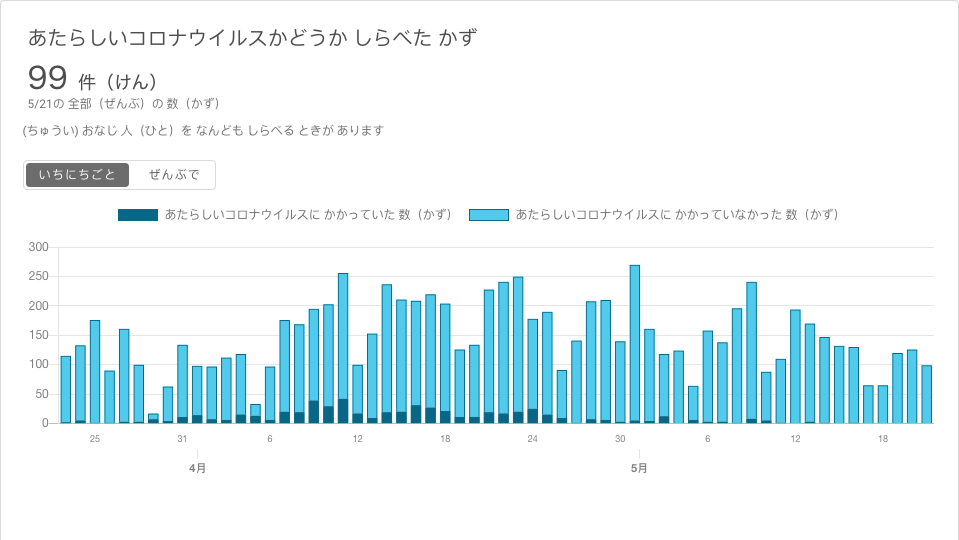 あたらしいコロナウイルスかどうか しらべた かず
99 件（けん）
5/21の 全部（ぜんぶ）の 数（かず）
(ちゅうい) おなじ 人（ひと）を なんども しらべる ときが あります
いちにちごと ぜんぶで
あたらしいコロナウイルスに かかっていた 数（かず） あたらしいコロナウイルスに かかっていなかった 数（かず）
300
250
200
150
100
50
0
25 31 6 12 18 24 30 6 12 18
4月 5月